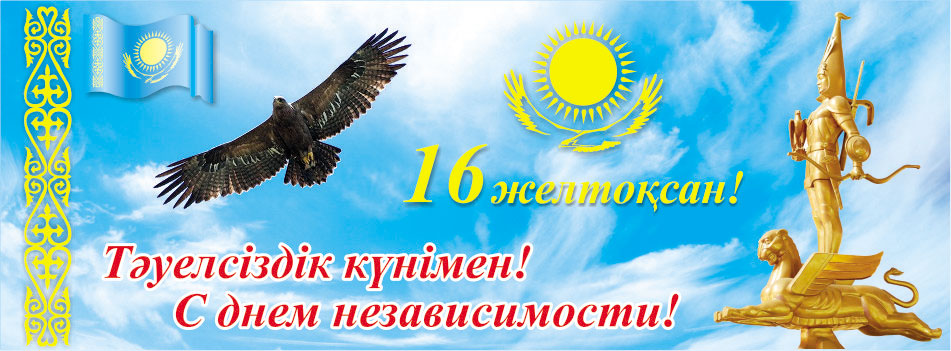 16 желтоқсан!
Тәуелсіздік күнімен!
С днем независимости!